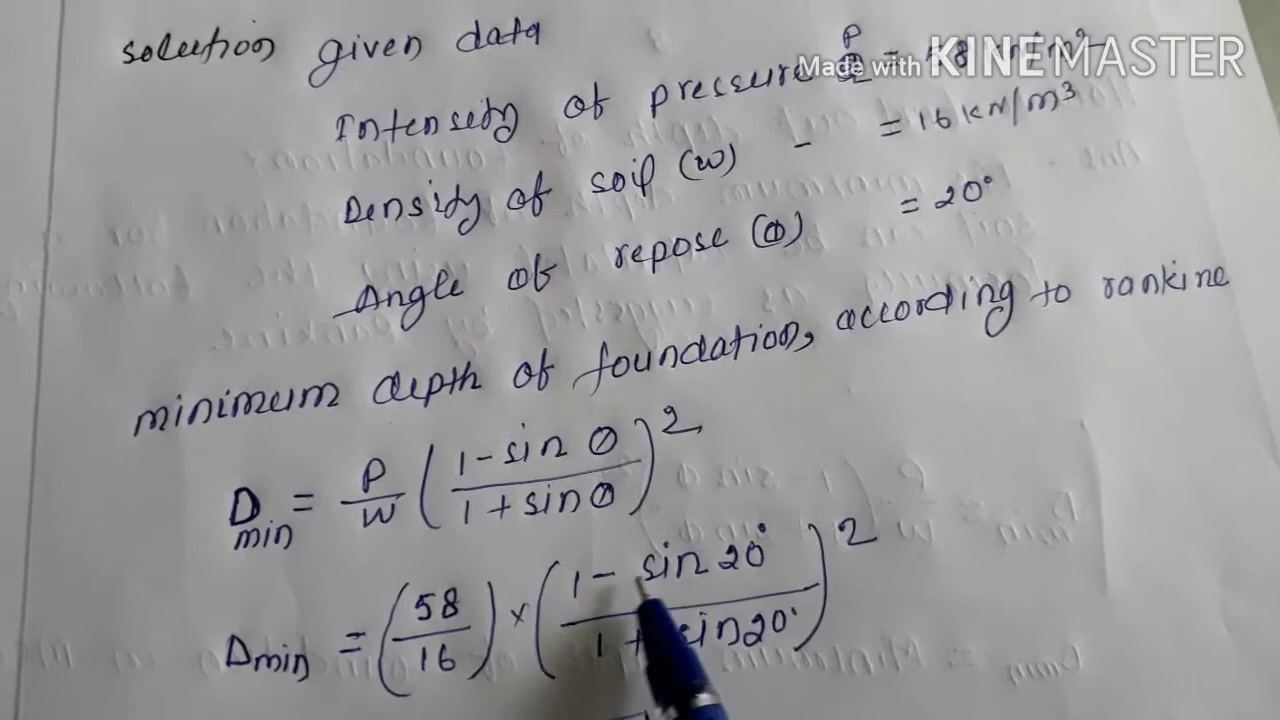 solution given data
Intensity of pressure P = 58 /m²
Made with KINEMASTER
Density of soil (w) - = 16 KN/m³
Angle of repose (Φ) = 20°
minimum depth of foundation, according to rankine
Dmin = P/W (1 - sin Φ / 1 + sin Φ)²
Dmin = (58/16) × (1 - sin 20° / 1 + sin 20°)²